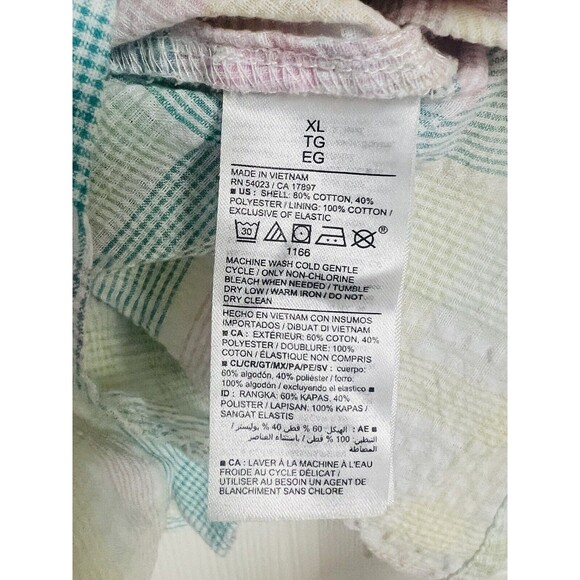 XL
TG
EG
MADE IN VIETNAM
RN 54023 / CA 17897
■ US : SHELL: 60% COTTON, 40%
POLYESTER / LINING: 100% COTTON /
EXCLUSIVE OF ELASTIC
30
®
1166
MACHINE WASH COLD GENTLE
CYCLE / ONLY NON-CHLORINE
BLEACH WHEN NEEDED / TUMBLE
DRY LOW / WARM IRON / DO NOT
DRY CLEAN
HECHO EN VIETNAM CON INSUMOS
IMPORTADOS / DIBUAT DI VIETNAM
■ CA : EXTÉRIEUR: 60% COTON, 40%
POLYESTER / DOUBLURE: 100%
COTON / ÉLASTIQUE NON COMPRIS
■ CL/CR/GT/MX/PA/PE/SV : cuerpo:
60% algodón, 40% poliéster / forro:
100% algodón / excluyendo el elastico ■
ID : RANGKA: 60% KAPAS, 40%
POLIESTER / LAPISAN: 100% KAPAS /
SANGAT ELASTIS
■ AE : الهيكل: 60 % قطن 40 % بوليستر /
التبطين: 100 % قطن / باستثناء العناصر
المضاطة
■ CA : LAVER À LA MACHINE À L'EAU
FROIDE AU CYCLE DÉLICAT /
UTILISER AU BESOIN UN AGENT DE
BLANCHIMENT SANS CHLORE